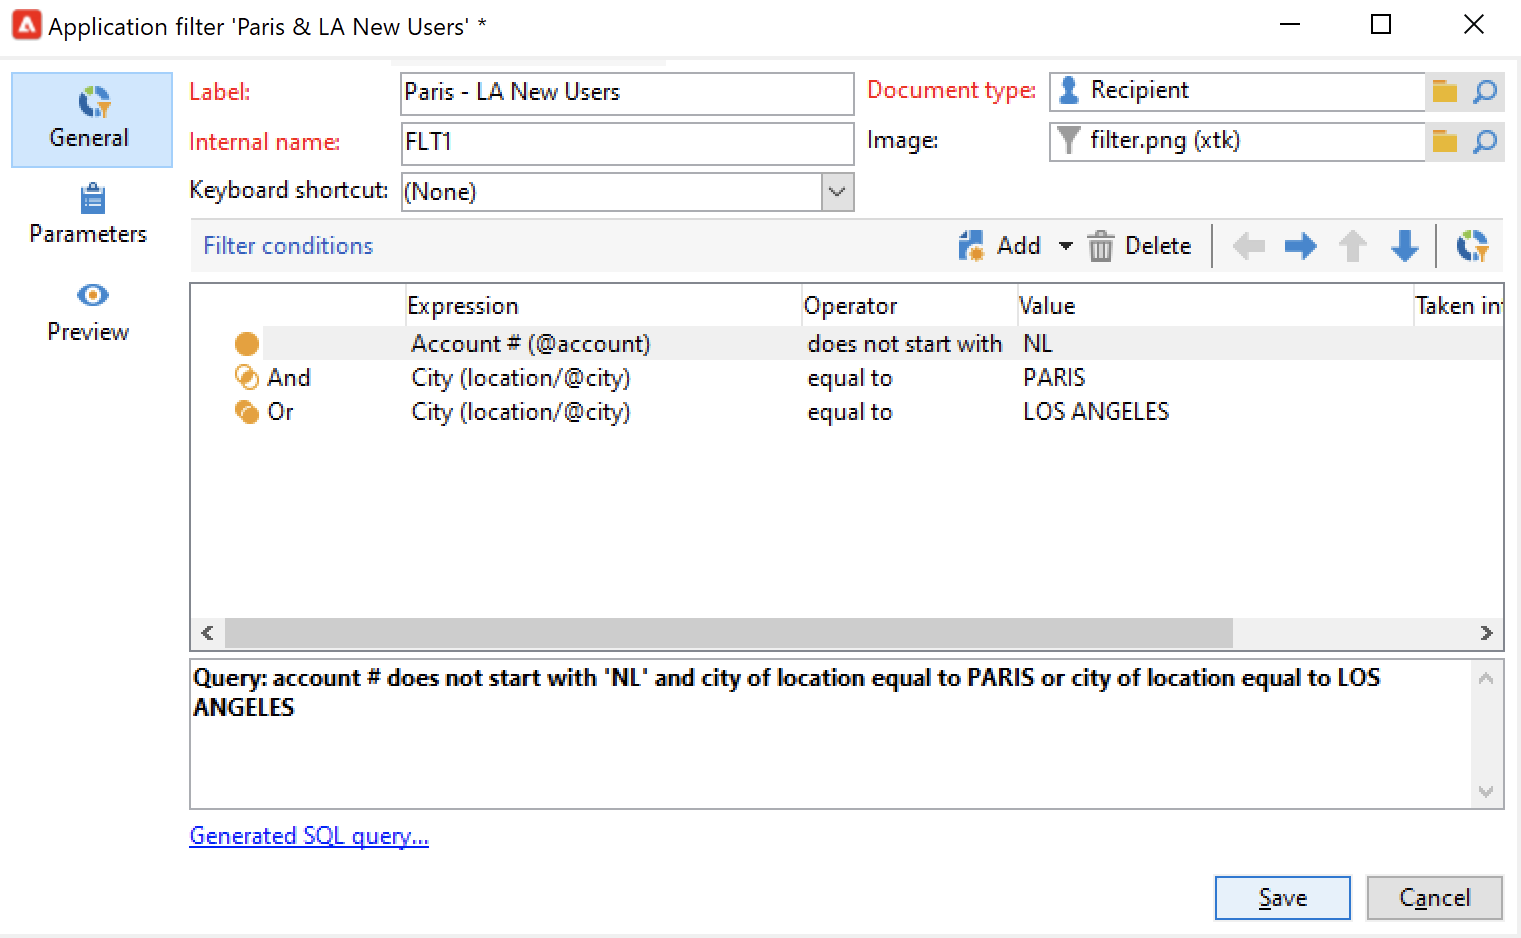 Application filter 'Paris & LA New Users' *
General
Parameters
Preview
Label: Paris - LA New Users
Document type: Recipient
Internal name: FLT1
Image: filter.png (xtk)
Keyboard shortcut: (None)
Filter conditions Add Delete
Expression Operator Value Taken in
Account # (@account) does not start with NL
And City (location/@city) equal to PARIS
Or City (location/@city) equal to LOS ANGELES
Query: account # does not start with 'NL' and city of location equal to PARIS or city of location equal to LOS
ANGELES
Generated SQL query...
Save Cancel